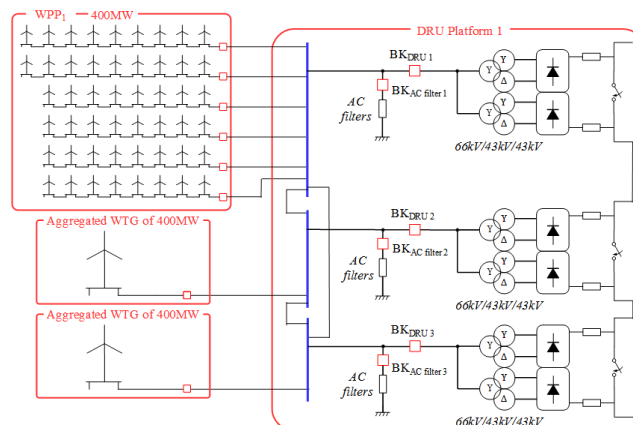 WPP1 400MW
DRU Platform 1
BKDRU 1
BKAC filter 1
AC
filters
Y
Y
Y
Δ
66kV/43kV/43kV
Aggregated WTG of 400MW
BKDRU 2
BKAC filter 2
AC
filters
Y
Y
Y
Δ
66kV/43kV/43kV
Aggregated WTG of 400MW
BKDRU 3
BKAC filter 3
AC
filters
Y
Y
Y
Δ
66kV/43kV/43kV